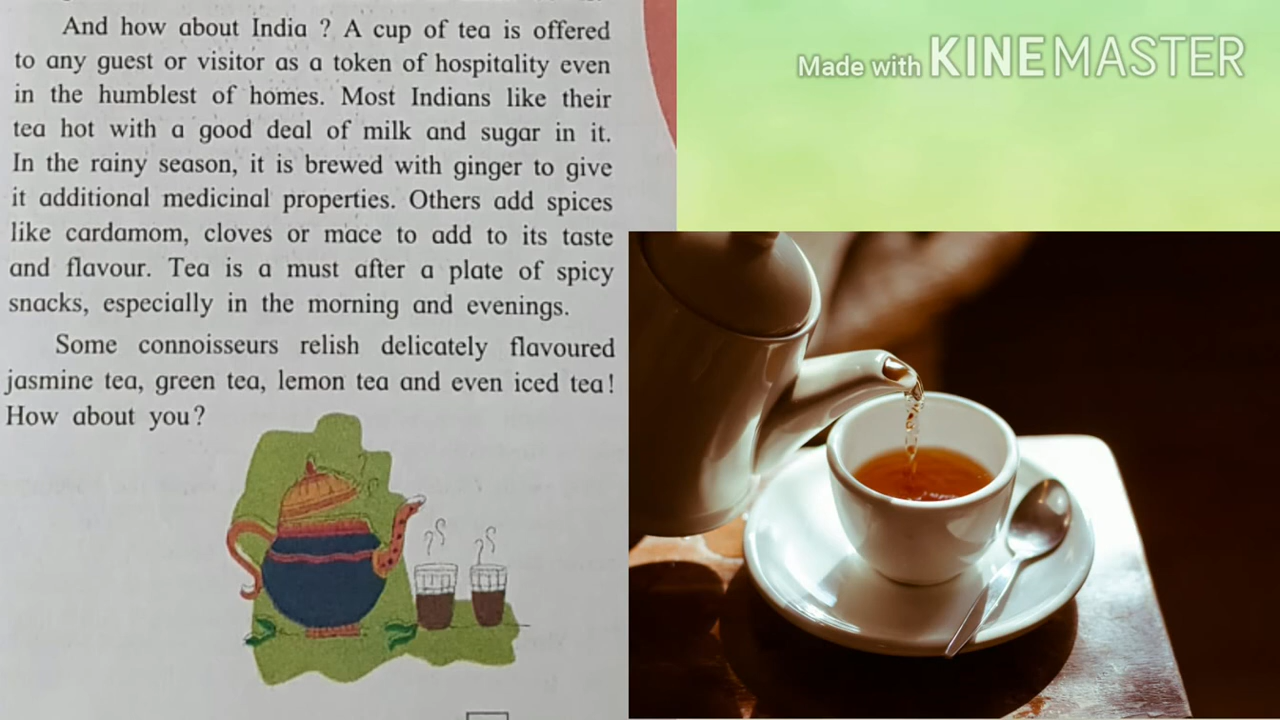 And how about India ? A cup of tea is offered
to any guest or visitor as a token of hospitality even
in the humblest of homes. Most Indians like their
tea hot with a good deal of milk and sugar in it.
In the rainy season, it is brewed with ginger to give
it additional medicinal properties. Others add spices
like cardamom, cloves or mace to add to its taste
and flavour. Tea is a must after a plate of spicy
snacks, especially in the morning and evenings.
Some connoisseurs relish delicately flavoured
jasmine tea, green tea, lemon tea and even iced tea!
How about you?
Made with KINEMASTER